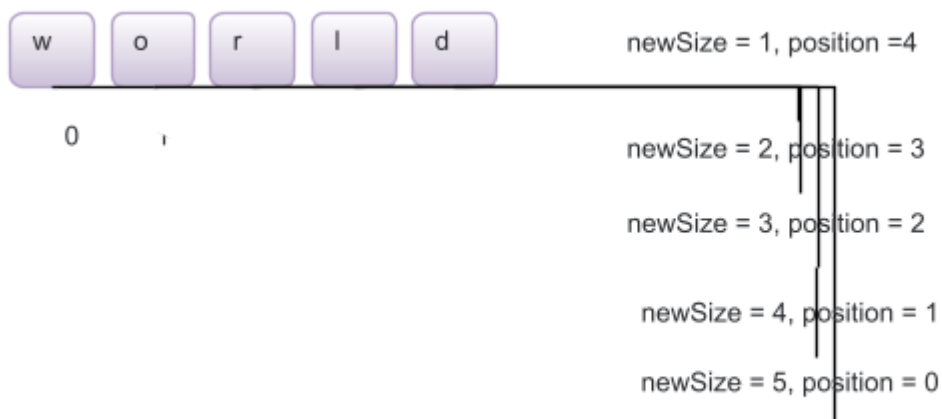 w o r l d newSize = 1, position =4
0
newSize = 2, position = 3
newSize = 3, position = 2
newSize = 4, position = 1
newSize = 5, position = 0